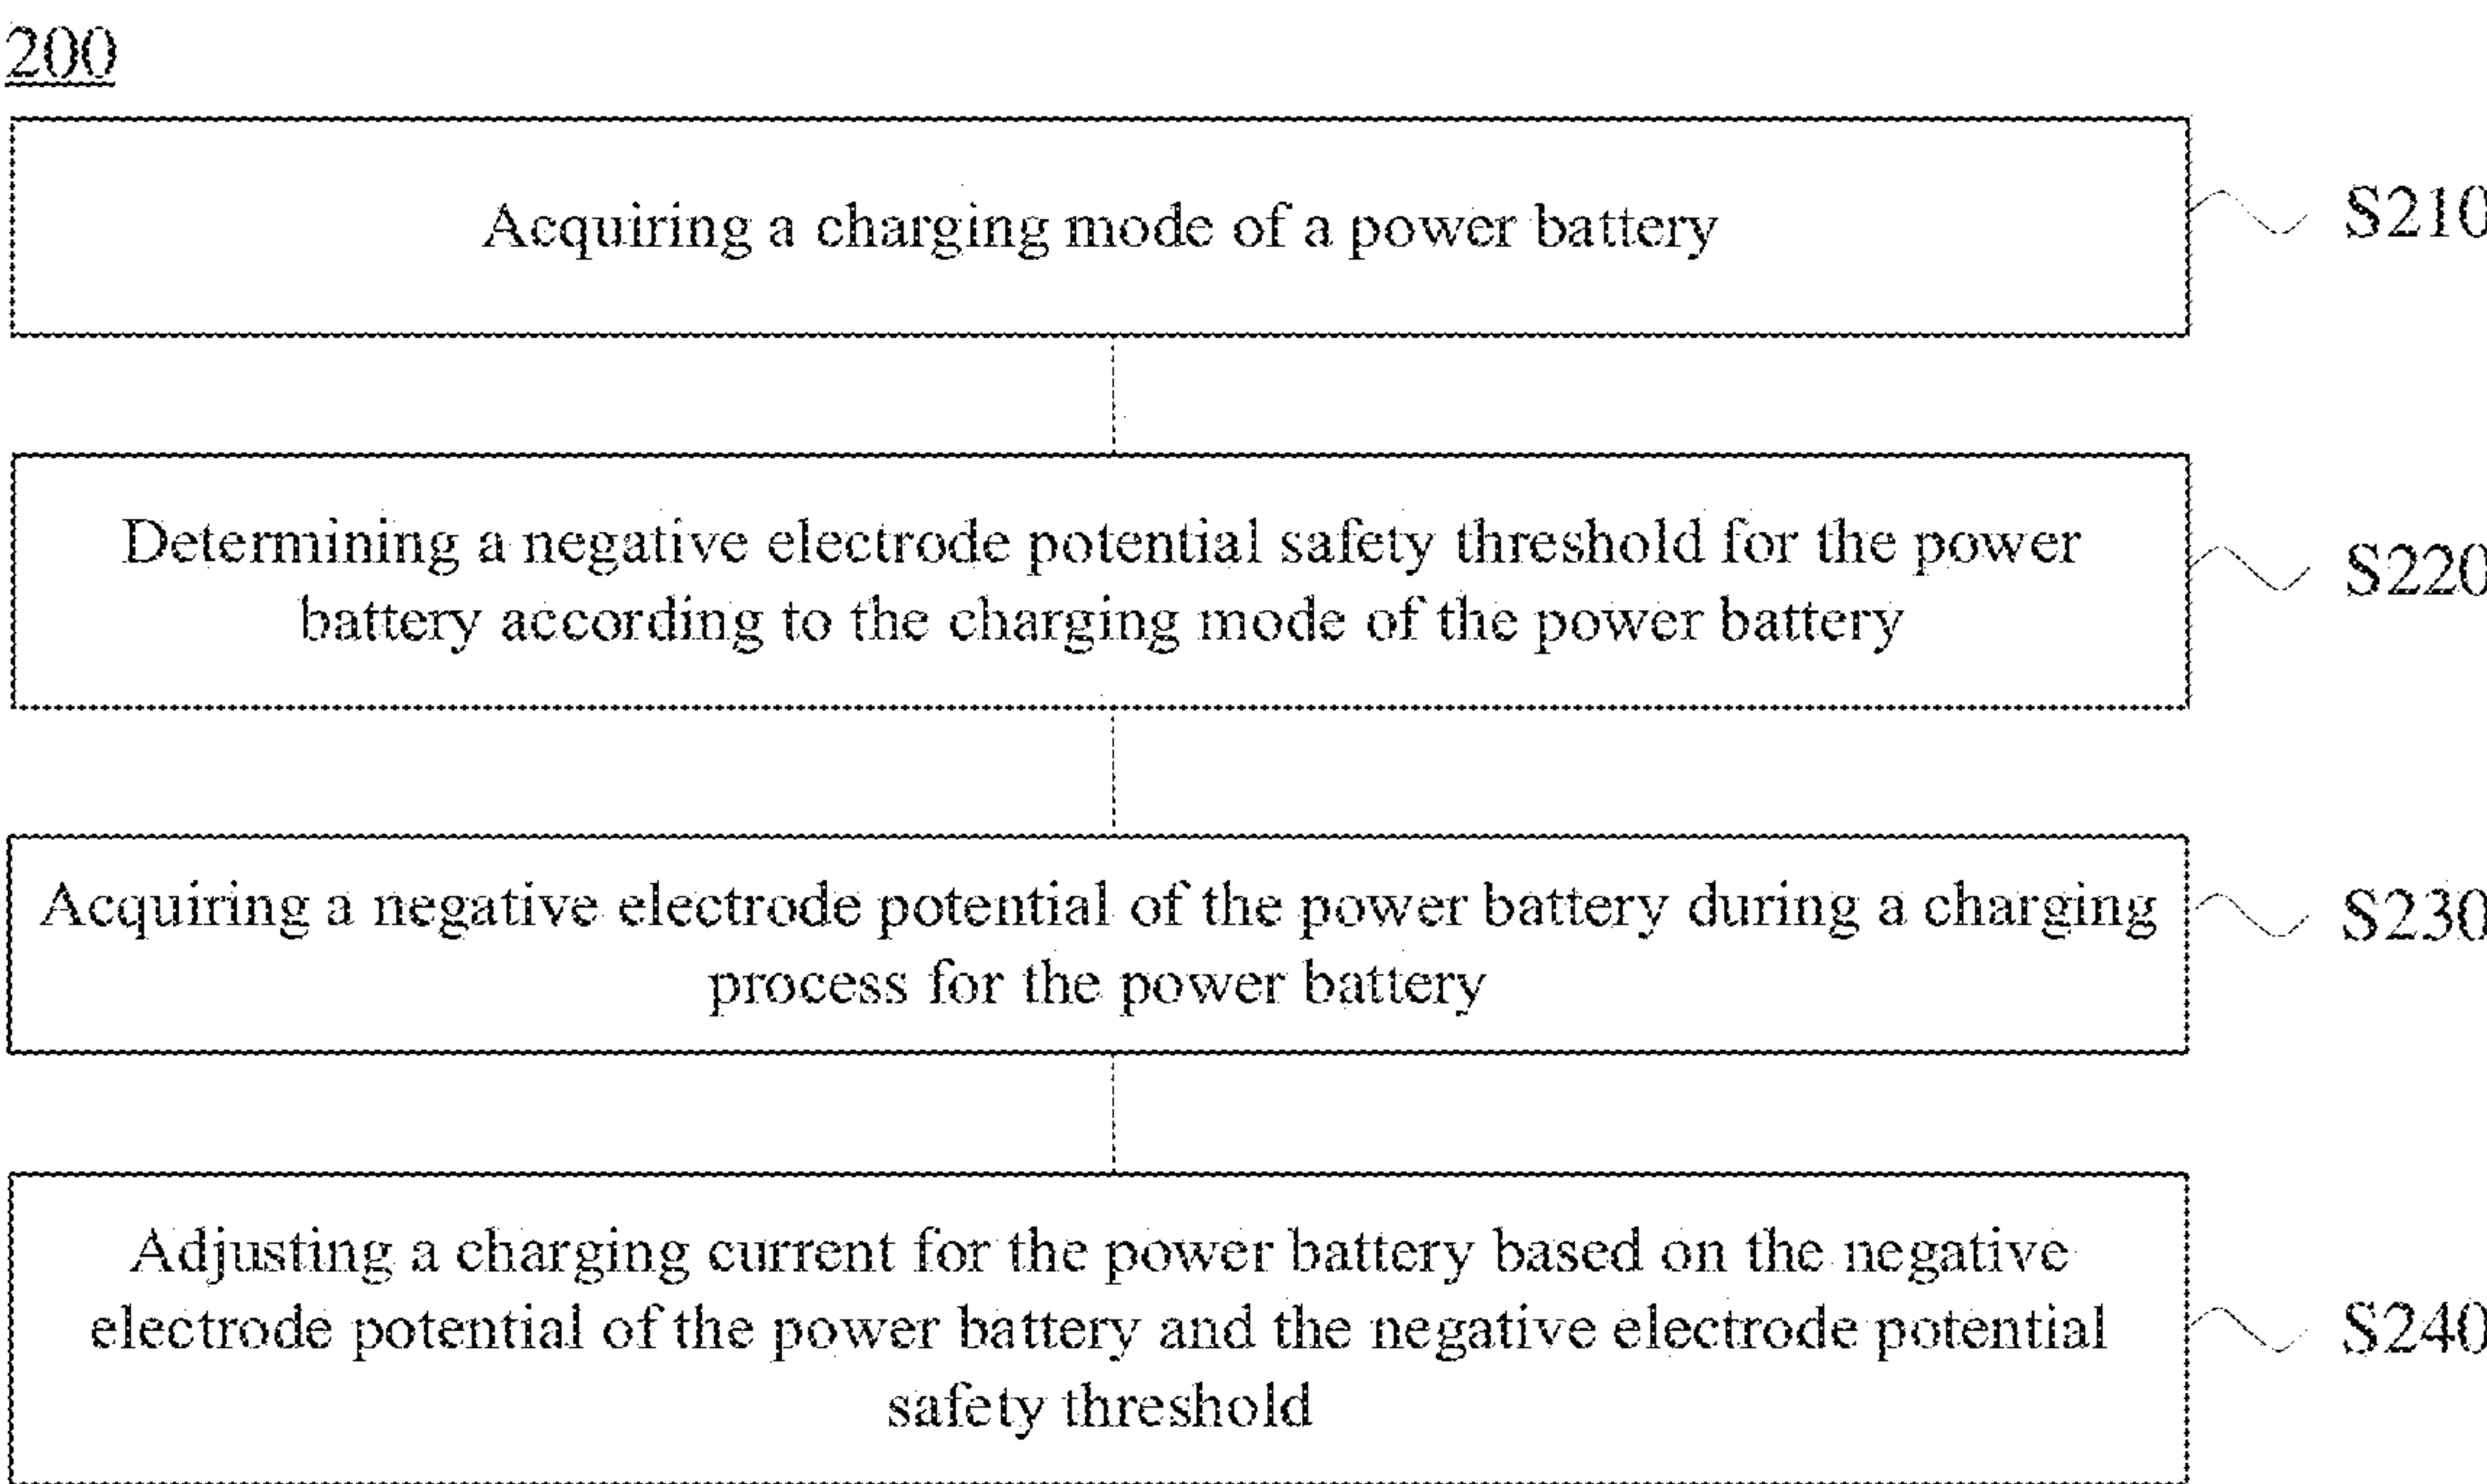 200
Acquiring a charging mode of a power battery
S210
Determining a negative electrode potential safety threshold for the power
battery according to the charging mode of the power battery
S220
Acquiring a negative electrode potential of the power battery during a charging
process for the power battery
S230
Adjusting a charging current for the power battery based on the negative
electrode potential of the power battery and the negative electrode potential
safety threshold
S240